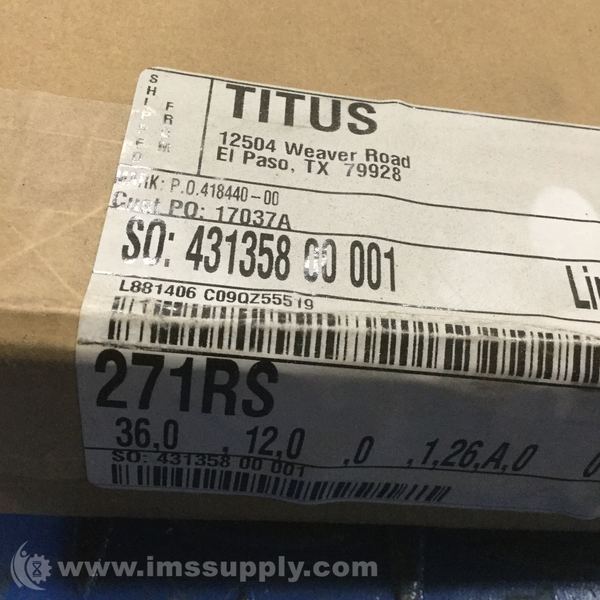 SHIPPED
FROM
TITUS
12504 Weaver Road
El Paso, TX 79928
MARK: P.O.418440-00
Cust PO: 17037A
SO: 431358 00 001
L881406 C09QZ55519
271RS
36,0 ,12,0 ,0 ,1,26,A,0
SO: 431358 00 001
www.imssupply.com